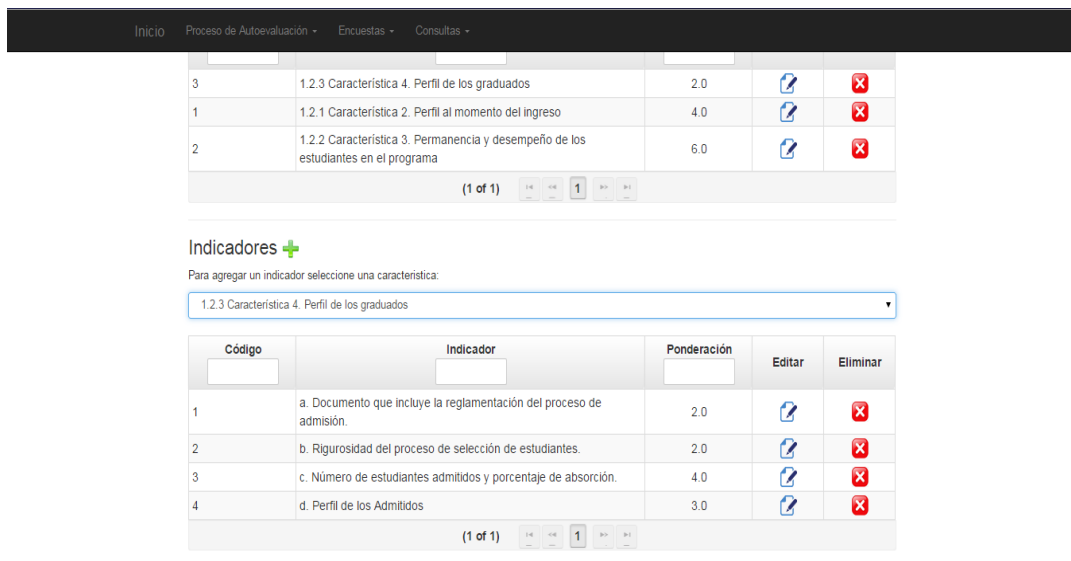 Inicio Proceso de Autoevaluación Encuestas Consultas
3 1.2.3 Característica 4. Perfil de los graduados 2.0
1 1.2.1 Característica 2. Perfil al momento del ingreso 4.0
1.2.2 Característica 3. Permanencia y desempeño de los
2 estudiantes en el programa 6.0
(1 of 1) 1
Indicadores
Para agregar un indicador seleccione una caracteristica:
1.2.3 Característica 4. Perfil de los graduados
Código Indicador Ponderación Editar Eliminar
a. Documento que incluye la reglamentación del proceso de
1 admisión. 2.0
2 b. Rigurosidad del proceso de selección de estudiantes. 2.0
3 c. Número de estudiantes admitidos y porcentaje de absorción. 4.0
4 d. Perfil de los Admitidos 3.0
(1 of 1) 1